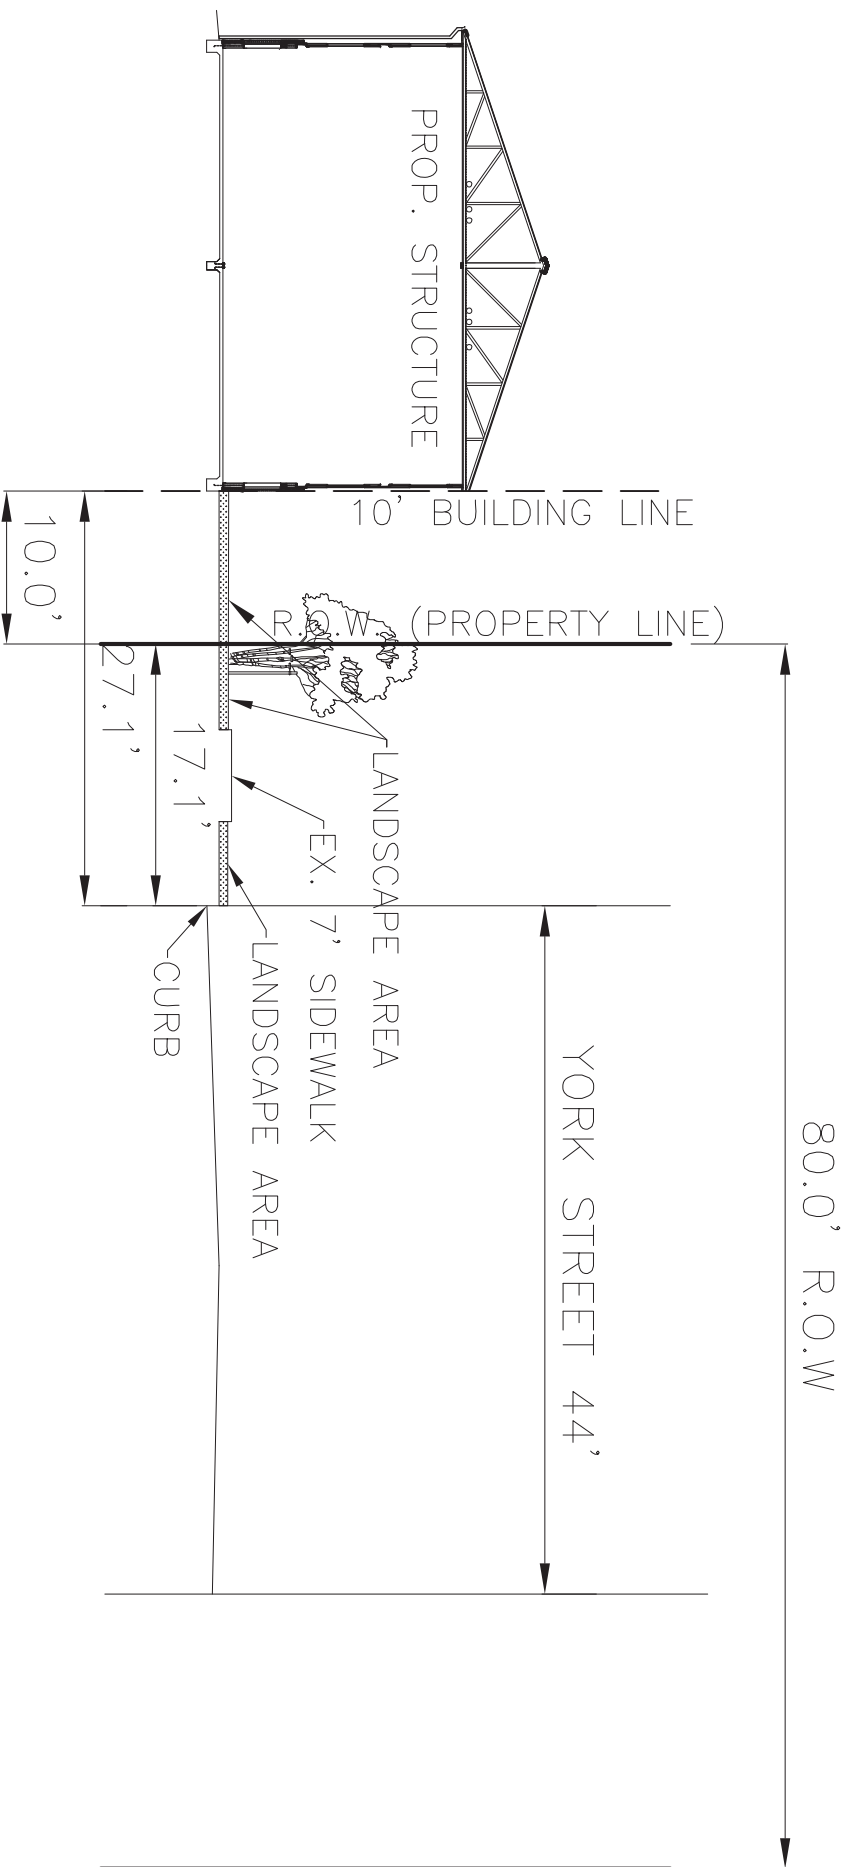 PROP. STRUCTURE
10' BUILDING LINE
R.O.W. (PROPERTY LINE)
10.0'
27.1'
17.1'
LANDSCAPE AREA
EX. 7' SIDEWALK
LANDSCAPE AREA
CURB
YORK STREET 44'
80.0' R.O.W